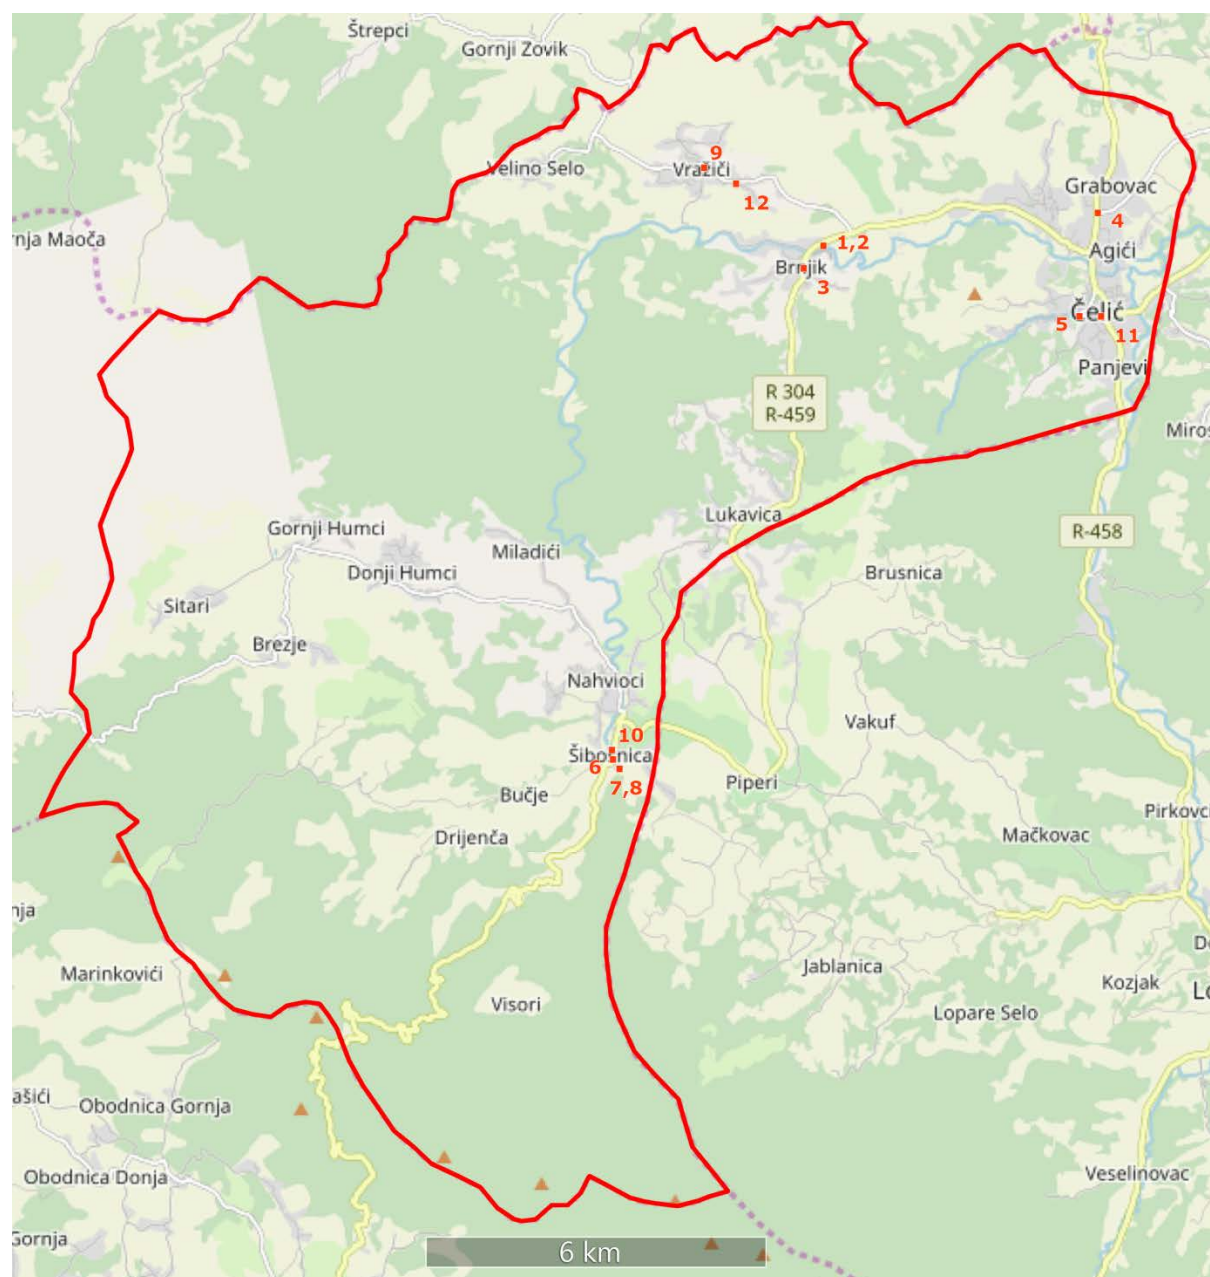 Štrepci
Gornji Zovik
9
Velino Selo
Vražiči
12
Grabovac
4
rnja Maoča
1,2
Agići
Brnjik
3
5
Čelić
11
Panjevi
R 304
R-459
Miros
Lukavica
Gornji Humci
R-458
Miladići
Donji Humci
Brusnica
Sitari
Brezje
Nahvioci
Vakuf
10
Šibošnica
6
7,8
Piperi
Bučje
Pirkovc
Drijenča
Mačkovac
nja
Marinkovići
Jablanica
Kozjak
Lo
Visori
Lopare Selo
ašići
Obodnica Gornja
Obodnica Donja
Veselinovac
Gornja
6 km